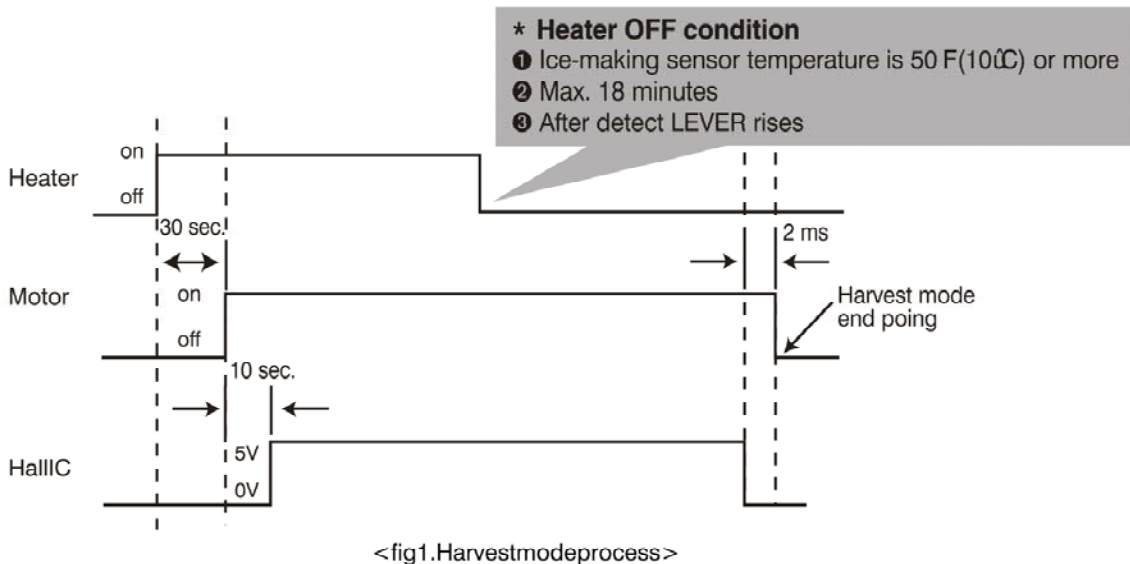 * Heater OFF condition
❶ Ice-making sensor temperature is 50 F(10ûC) or more
❷ Max. 18 minutes
❸ After detect LEVER rises
on
Heater
off
30 sec.
2 ms
Motor
on
Harvest mode
end poing
off
10 sec.
5V
HallIC
0V
<fig1.Harvestmodeprocess>